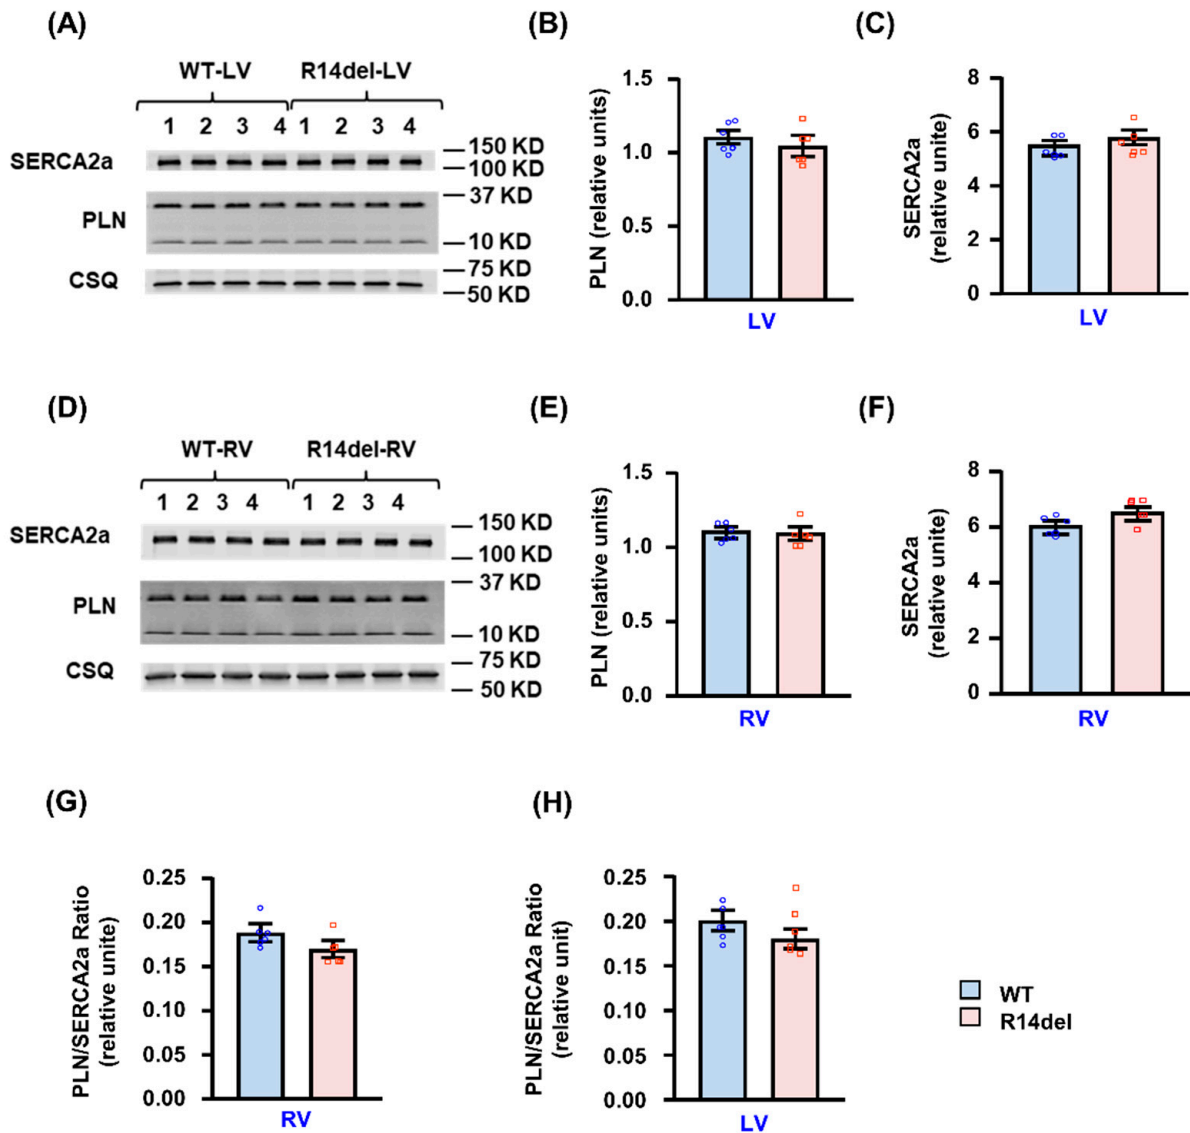 (A)
WT-LV R14del-LV
1 2 3 4 1 2 3 4
SERCA2a
150 KD
100 KD
PLN
37 KD
10 KD
CSQ
75 KD
50 KD
(B)
PLN (relative units)
1.5
1.0
0.5
0.0
LV
(C)
SERCA2a
(relative unite)
8
6
4
2
0
LV
(D)
WT-RV R14del-RV
1 2 3 4 1 2 3 4
SERCA2a
150 KD
100 KD
PLN
37 KD
10 KD
CSQ
75 KD
50 KD
(E)
PLN (relative units)
1.5
1.0
0.5
0.0
RV
(F)
SERCA2a
(relative unite)
8
6
4
2
0
RV
(G)
PLN/SERCA2a Ratio
(relative unite)
0.25
0.20
0.15
0.10
0.05
0.00
RV
(H)
PLN/SERCA2a Ratio
(relative unit)
0.25
0.20
0.15
0.10
0.05
0.00
LV
WT
R14del